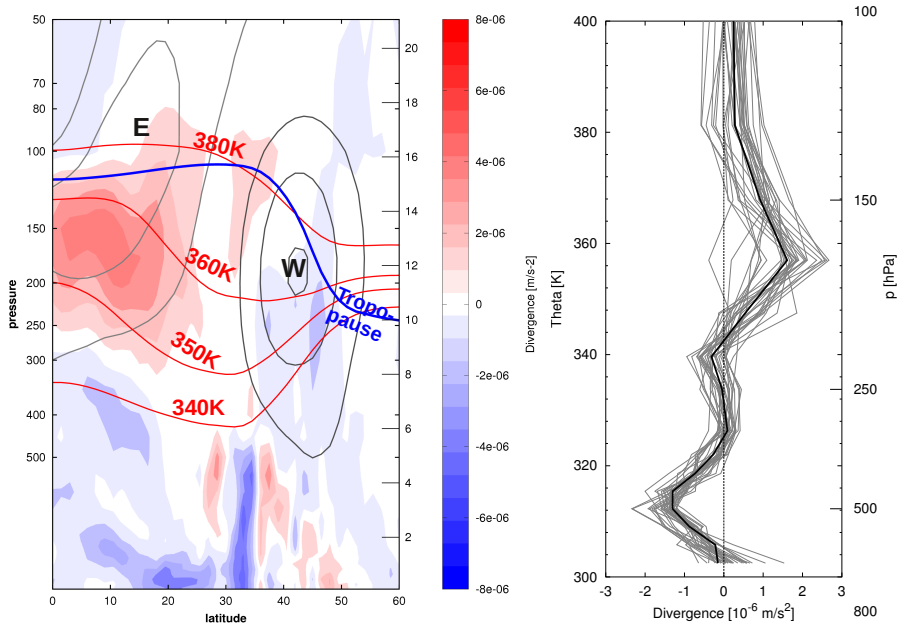 50
70
80
100
150
200
250
300
400
500
pressure
0
10
20
30
40
50
60
latitude
20
18
16
14
12
10
8
6
4
2
E
W
380K
360K
350K
340K
Tropo-
pause
8e-06
6e-06
4e-06
2e-06
0
-2e-06
-4e-06
-6e-06
-8e-06
Divergence [m/s-2]
400
380
360
340
320
300
Theta [K]
-3
-2
-1
0
1
2
3
Divergence [10-6 m/s2]
100
150
250
500
800
p [hPa]